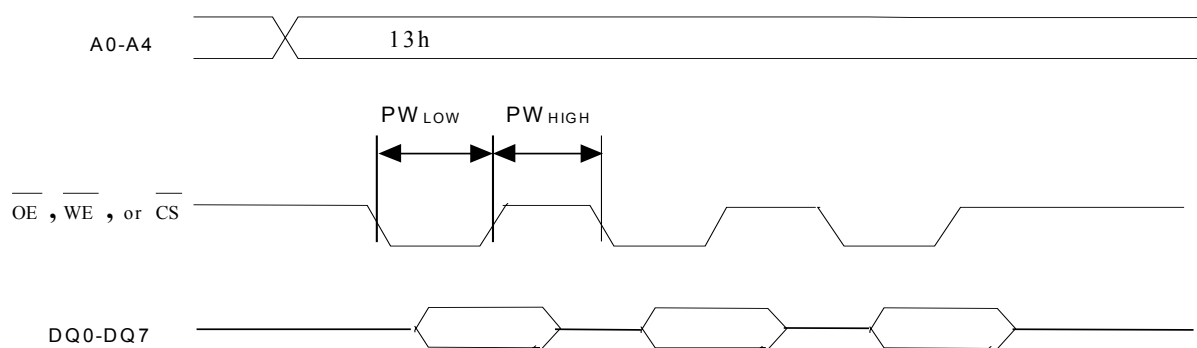 A0-A4
13h
PW LOW
PW HIGH
OE , WE , or CS
DQ0-DQ7